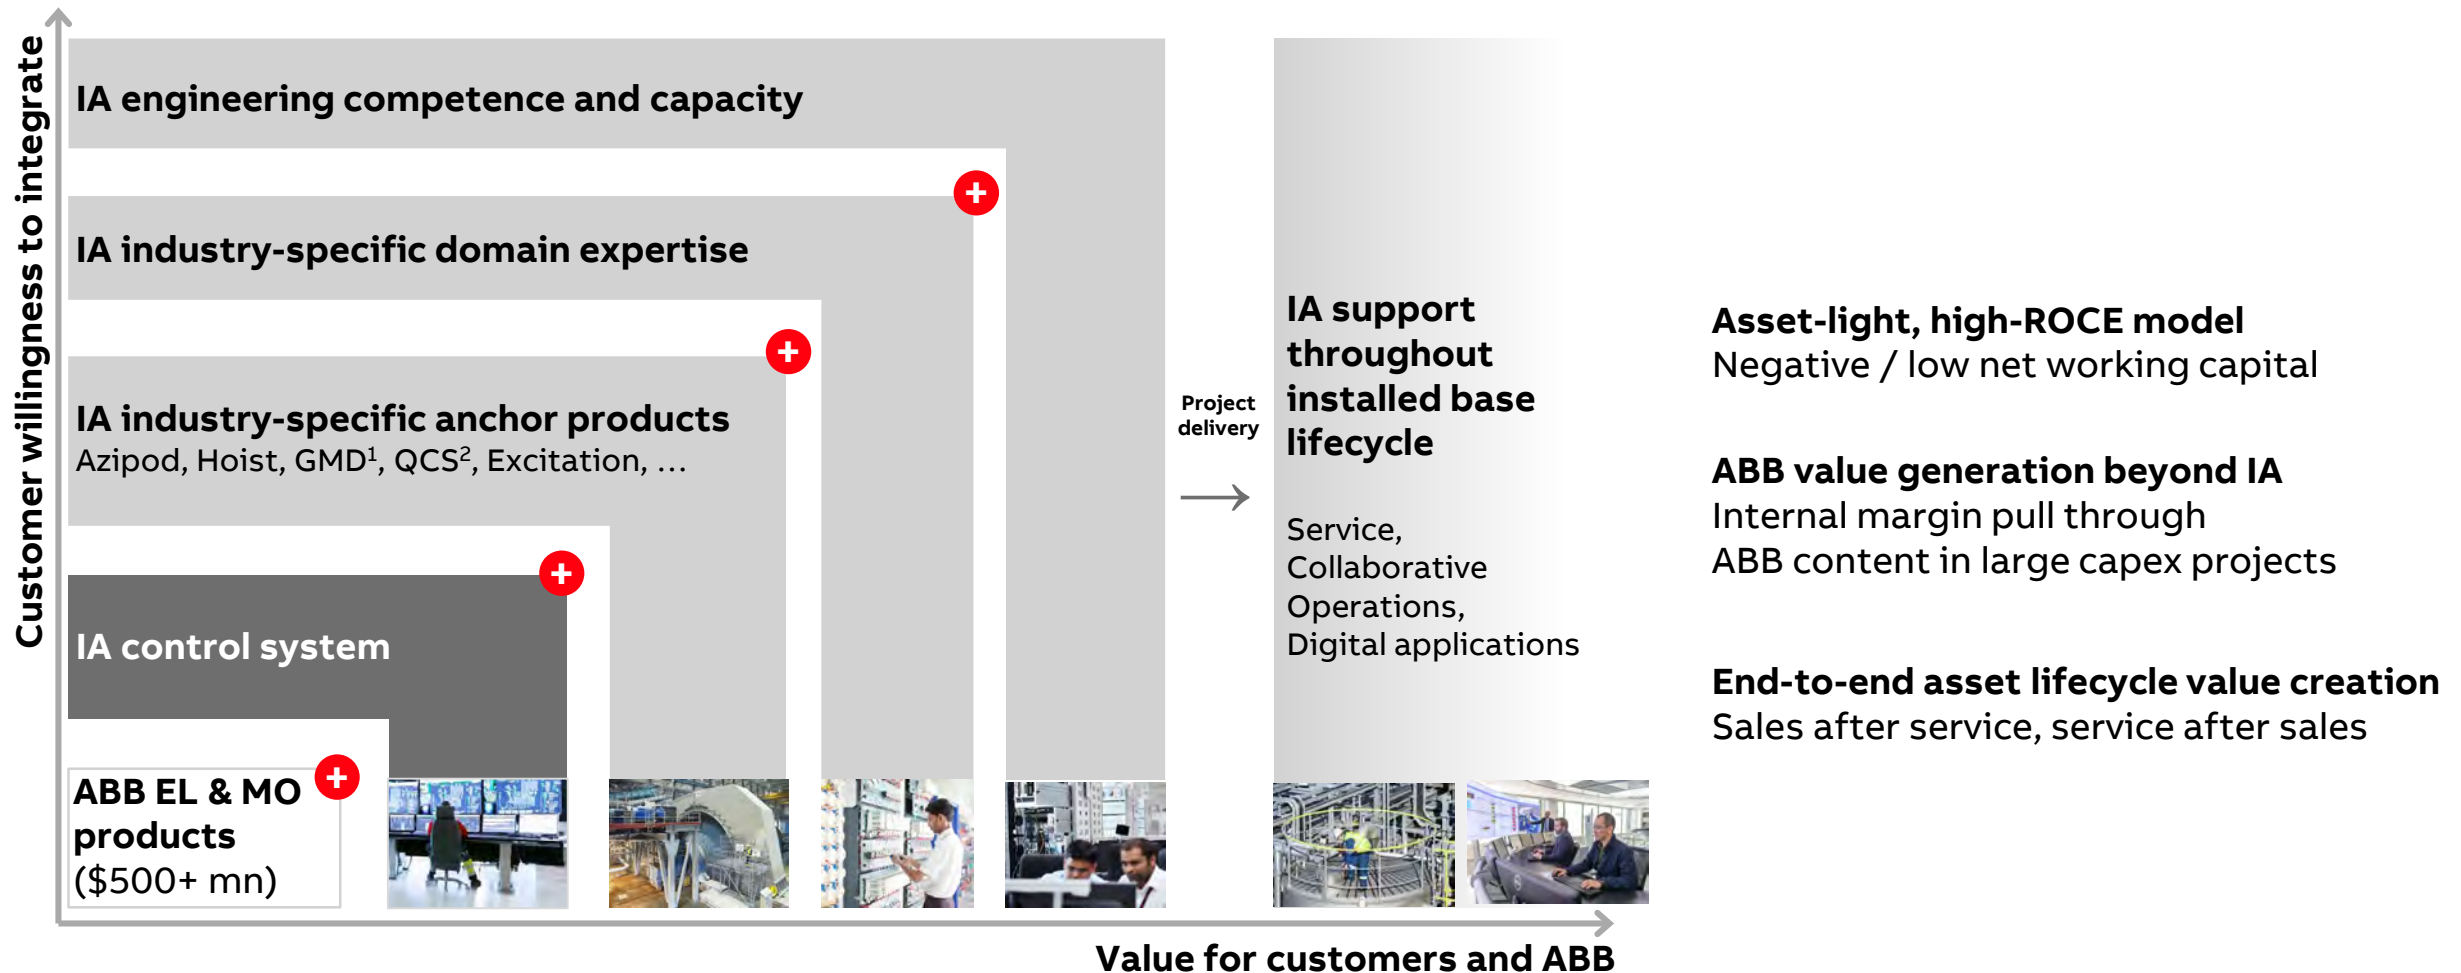 Customer willingness to integrate
IA engineering competence and capacity
+
IA industry-specific domain expertise
+
IA industry-specific anchor products
Azipod, Hoist, GMD¹, QCS², Excitation, …
+
IA control system
+
ABB EL & MO
products
($500+ mn)
Project
delivery
IA support
throughout
installed base
lifecycle
Service,
Collaborative
Operations,
Digital applications
Value for customers and ABB
Asset-light, high-ROCE model
Negative / low net working capital
ABB value generation beyond IA
Internal margin pull through
ABB content in large capex projects
End-to-end asset lifecycle value creation
Sales after service, service after sales